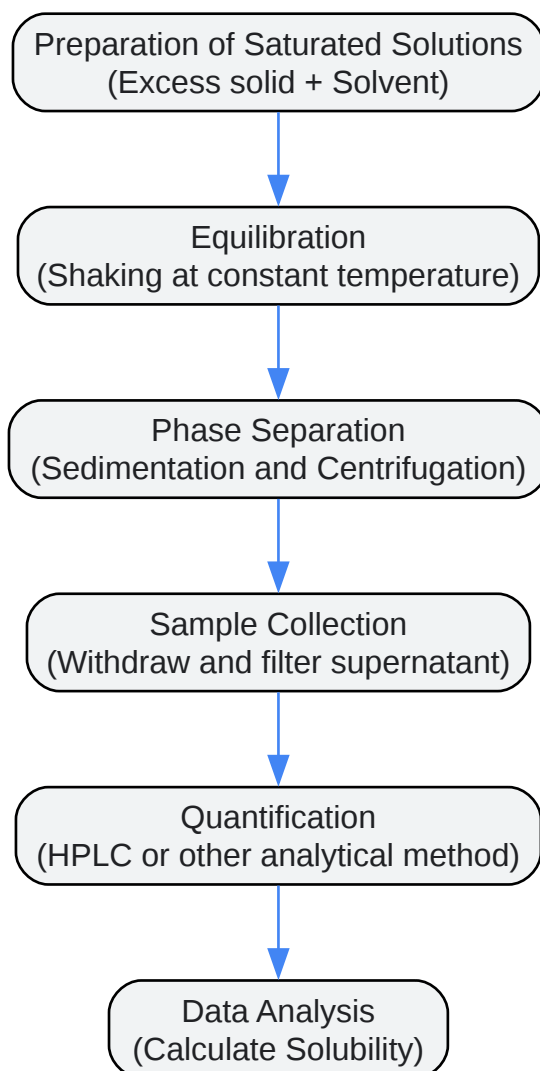 Preparation of Saturated Solutions
(Excess solid + Solvent)
Equilibration
(Shaking at constant temperature)
Phase Separation
(Sedimentation and Centrifugation)
Sample Collection
(Withdraw and filter supernatant)
Quantification
(HPLC or other analytical method)
Data Analysis
(Calculate Solubility)